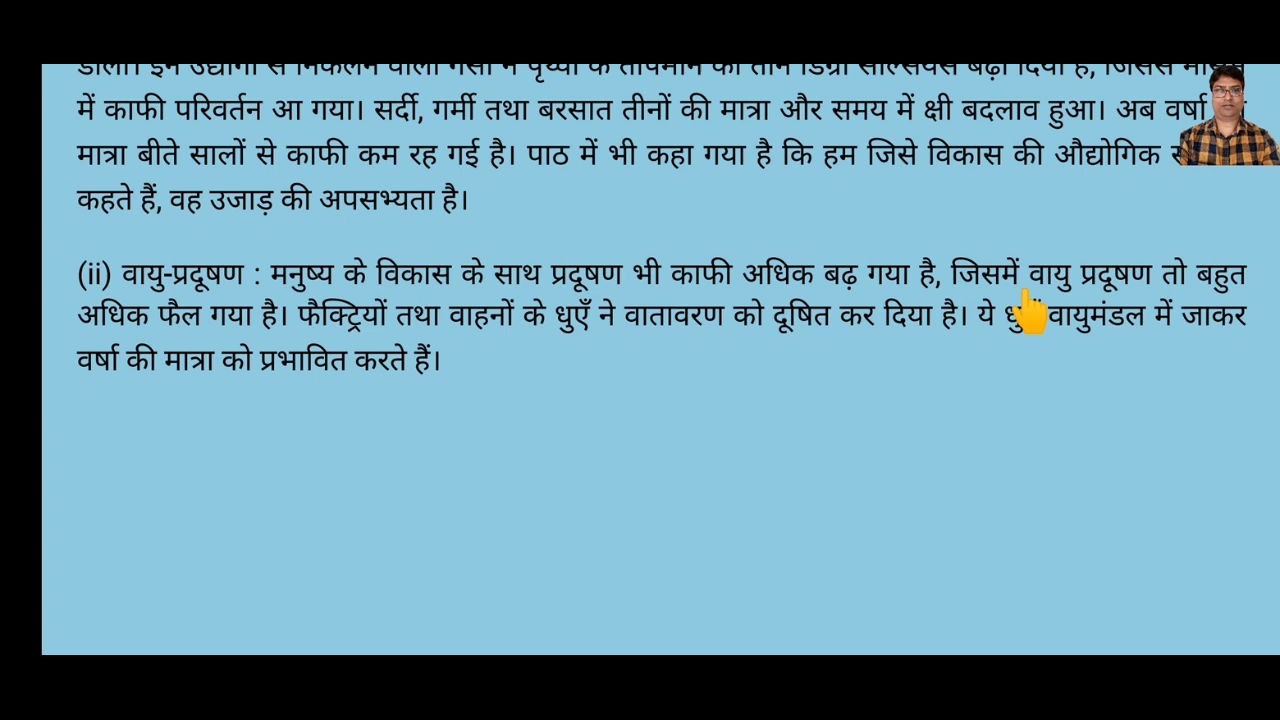 में काफी परिवर्तन आ गया। सर्दी, गर्मी तथा बरसात तीनों की मात्रा और समय में क्षी बदलाव हुआ। अब वर्षा
मात्रा बीते सालों से काफी कम रह गई है। पाठ में भी कहा गया है कि हम जिसे विकास की औद्योगिक
कहते हैं, वह उजाड़ की अपसभ्यता है।
(ii) वायु-प्रदूषण : मनुष्य के विकास के साथ प्रदूषण भी काफी अधिक बढ़ गया है, जिसमें वायु प्रदूषण तो बहुत
अधिक फैल गया है। फैक्ट्रियों तथा वाहनों के धुएँ ने वातावरण को दूषित कर दिया है। ये वायुमंडल में जाकर
वर्षा की मात्रा को प्रभावित करते हैं।